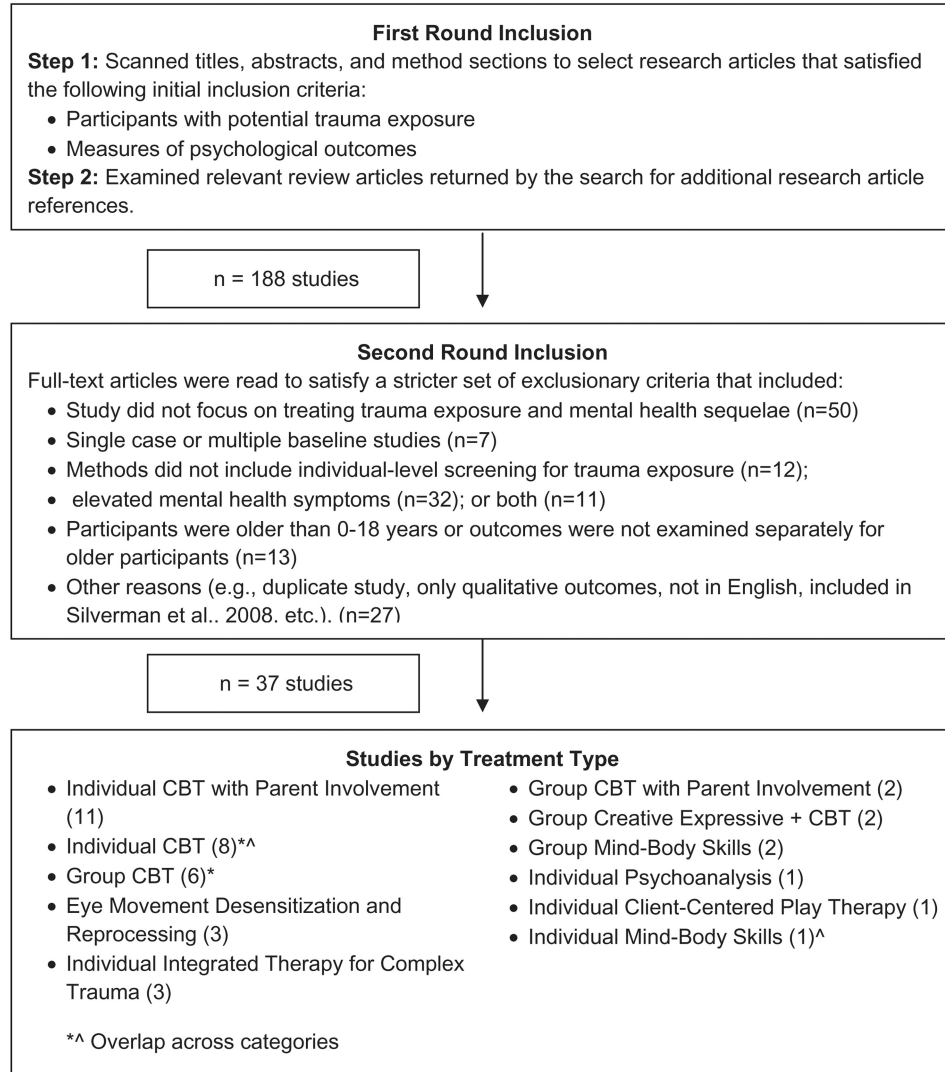 First Round Inclusion
Step 1: Scanned titles, abstracts, and method sections to select research articles that satisfied
the following initial inclusion criteria:
• Participants with potential trauma exposure
• Measures of psychological outcomes
Step 2: Examined relevant review articles returned by the search for additional research article
references.
n = 188 studies
Second Round Inclusion
Full-text articles were read to satisfy a stricter set of exclusionary criteria that included:
• Study did not focus on treating trauma exposure and mental health sequelae (n=50)
• Single case or multiple baseline studies (n=7)
• Methods did not include individual-level screening for trauma exposure (n=12);
• elevated mental health symptoms (n=32); or both (n=11)
• Participants were older than 0-18 years or outcomes were not examined separately for
older participants (n=13)
• Other reasons (e.g., duplicate study, only qualitative outcomes, not in English, included in
Silverman et al., 2008, etc.). (n=27)
n = 37 studies
Studies by Treatment Type
• Individual CBT with Parent Involvement
(11)
• Individual CBT (8)*^
• Group CBT (6)*
• Eye Movement Desensitization and
Reprocessing (3)
• Individual Integrated Therapy for Complex
Trauma (3)
• Group CBT with Parent Involvement (2)
• Group Creative Expressive + CBT (2)
• Group Mind-Body Skills (2)
• Individual Psychoanalysis (1)
• Individual Client-Centered Play Therapy (1)
• Individual Mind-Body Skills (1)^
*^ Overlap across categories